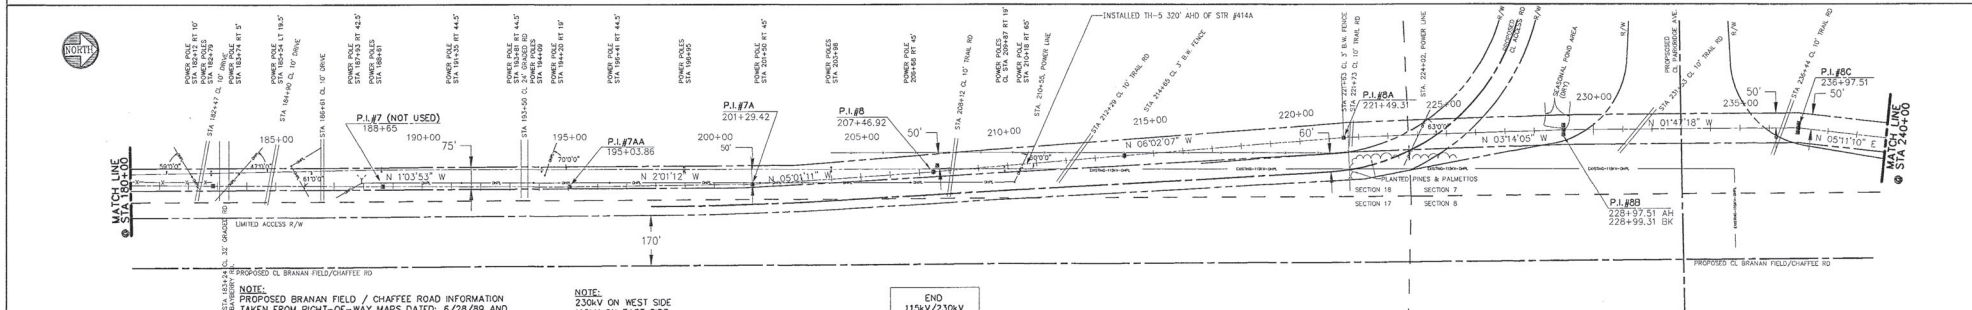 NORTH
MATCH LINE
@ STA 180+00
POWER POLE
STA 182+12 RT 10'
POWER POLES
STA 182+79
POWER POLE
STA 183+74 RT 5'
STA 182+47 CL 10' DRIVE
POWER POLE
STA 185+54 LT 19.5'
STA 184+90 CL 10' DRIVE
STA 186+61 CL 10' DRIVE
POWER POLE
STA 187+93 RT 42.5'
POWER POLES
STA 188+61
POWER POLE
STA 191+35 RT 44.5'
POWER POLE
STA 193+81 RT 44.5'
STA 193+50 CL 24' GRADED RD
POWER POLES
STA 194+09
POWER POLE
STA 194+20 RT 19'
POWER POLE
STA 196+41 RT 44.5'
POWER POLES
STA 196+95
POWER POLE
STA 201+50 RT 45'
POWER POLES
STA 203+98
POWER POLE
206+68 RT 45'
STA 208+12 CL 10' TRAIL RD
POWER POLES
CL STA 209+87 RT 19'
POWER POLE
STA 210+18 RT 65'
STA. 210+55, POWER LINE
STA 212+29 CL 10' TRAIL RD
STA 214+65 CL 3' B.W. FENCE
INSTALLED TH-5 320' AHO OF STR #414A
STA 221+63 CL 3' B.W. FENCE
STA 221+73 CL 10' TRAIL RD
STA. 224+02, POWER LINE
PROPOSED
CL ACCESS RD
R/W
R/W
SEASONAL POND AREA
(DRY)
R/W
PROPOSED
R/W
STA 236+44 CL 10' TRAIL RD
P.I.#7 (NOT USED)
188+65
P.I.#7AA
195+03.86
P.I.#7A
201+29.42
P.I.#8
207+46.92
P.I.#8A
221+49.31
P.I.#8B
228+97.51 AH
228+99.31 BK
P.I.#8C
236+97.51
185+00
190+00
195+00
200+00
205+00
210+00
215+00
220+00
225+00
230+00
235+00
75'
50'
50'
60'
50'
50'
N 1°03'53" W
N 2°01'12" W
N 05°01'11" W
N 06°02'07" W
N 03°14'05" W
N 01°47'18" W
N 05°11'10" E
PLANTED PINES & PALMETTOS
SECTION 18
SECTION 7
SECTION 17
SECTION 8
LIMITED ACCESS R/W
170'
PROPOSED CL BRANAN FIELD/CHAFFEE RD
PROPOSED CL BRANAN FIELD/CHAFFEE RD
STA 183+24 CL 32' GRADED RD
BAYBERRY RD.
MATCH LINE
@ STA 240+00
NOTE:
PROPOSED BRANAN FIELD / CHAFFEE ROAD INFORMATION
TAKEN FROM RIGHT-OF-WAY MAPS DATED: 6/28/89 AND
NOTE:
230kV ON WEST SIDE
END
115kV/230kV